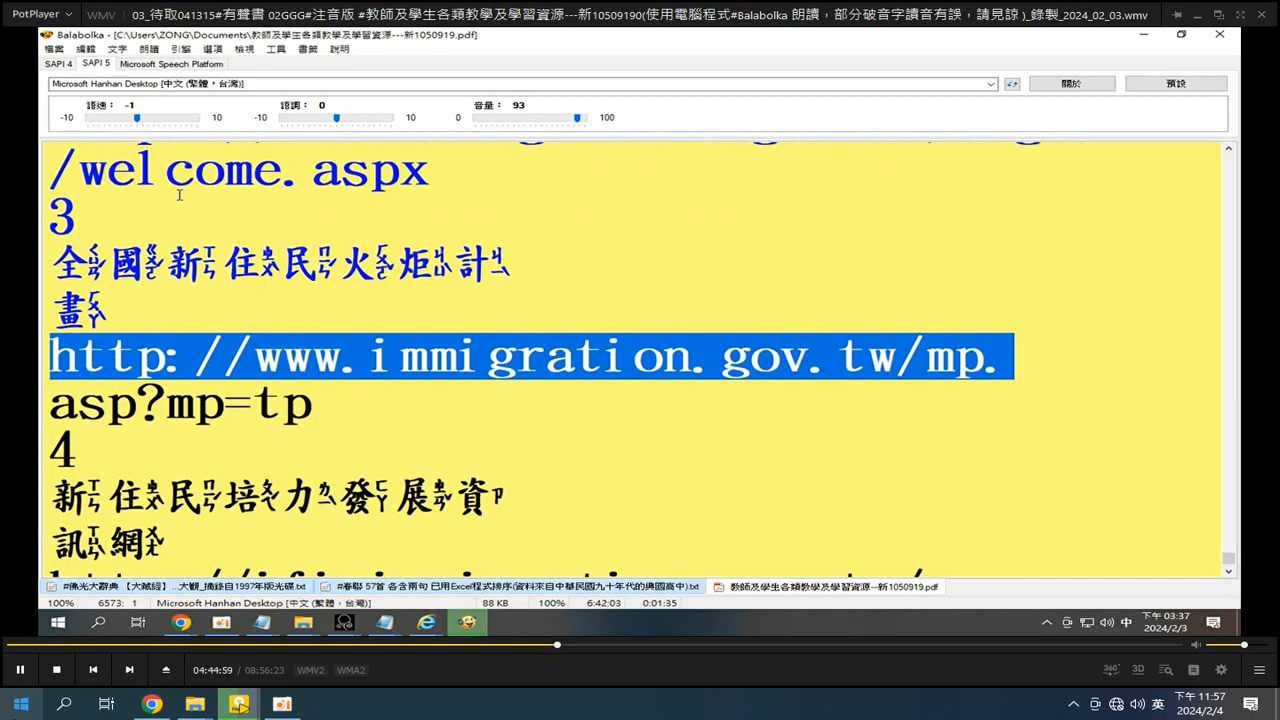 PotPlayer WMV 03_待取041315#有聲書 02GGG#注音版 #教師及學生各類教學及學習資源---新10509190(使用電腦程式#Balabolka 朗讀，部分破音字讀音有誤，請見諒 )_錄製_2024_02_03.wmv
Balabolka - [C:\Users\ZONG\Documents\教師及學生各類教學及學習資源---新1050919.pdf]
檔案 編輯 文字 朗讀 引擎 選項 檢視 工具 書籤 說明
SAPI 4 SAPI 5 Microsoft Speech Platform
Microsoft Hanhan Desktop [中文 (繁體，台灣)] 關於 預設
語速： -1 語調： 0 音量： 93
-10 10 -10 10 0 100
/welcome.aspx
3
全國新住民火炬計
畫
http://www.immigration.gov.tw/mp.
asp?mp=tp
4
新住民培力發展資
訊網
#佛光大辭典 【大藏經】...大觀_摘錄自1997年版光碟.txt #春聯 57首 各含兩句 已用Excel程式排序(資料來自中華民國九十年代的興國高中).txt 教師及學生各類教學及學習資源---新1050919.pdf
100% 6573: 1 Microsoft Hanhan Desktop [中文 (繁體，台灣)] 88 KB 100% 6:42:03 0:01:35
中 下午 03:37
2024/2/3
04:44:59 / 08:56:23 WMV2 WMA2 360° 3D
英 下午 11:57
2024/2/4